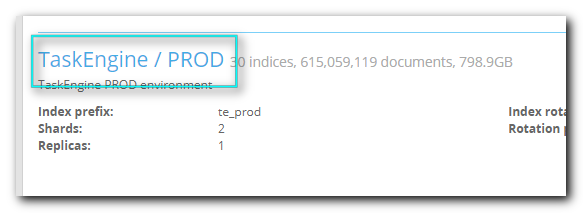 TaskEngine / PROD 30 indices, 615,059,119 documents, 798.9GB
TaskEngine PROD environment
Index prefix: te_prod Index rota
Shards: 2 Rotation p
Replicas: 1